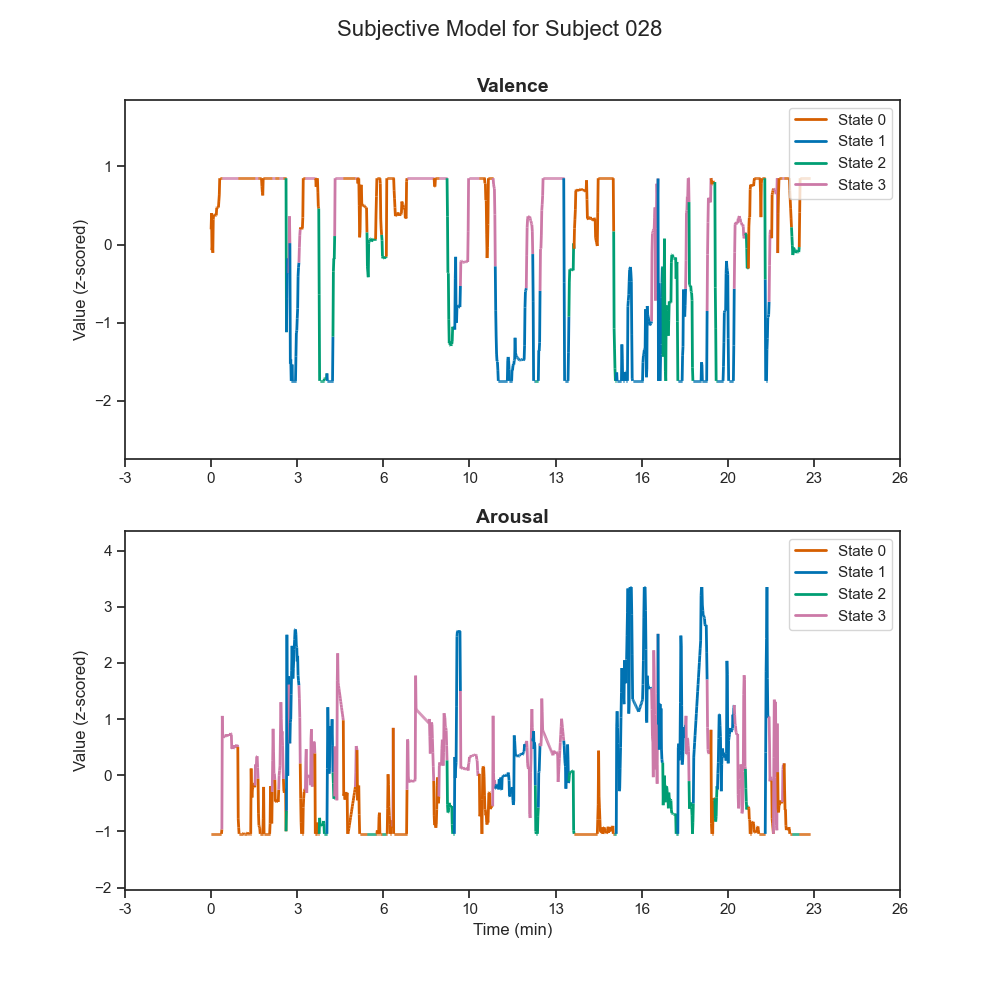 Subjective Model for Subject 028
Valence
State 0
State 1
State 2
State 3
1
0
−1
−2
Value (z-scored)
-3 0 3 6 10 13 16 20 23 26
Arousal
State 0
State 1
State 2
State 3
4
3
2
1
0
−1
−2
Value (z-scored)
-3 0 3 6 10 13 16 20 23 26
Time (min)